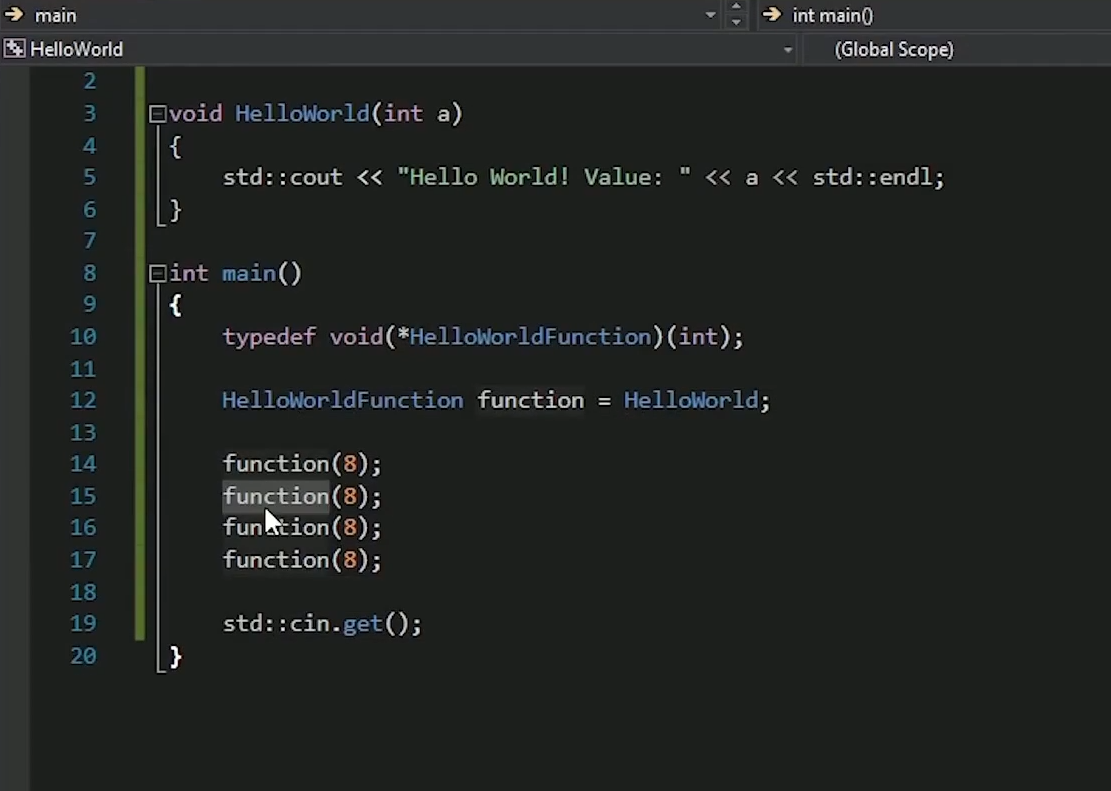 main int main()
HelloWorld (Global Scope)
2
3 void HelloWorld(int a)
4 {
5 std::cout << "Hello World! Value: " << a << std::endl;
6 }
7
8 int main()
9 {
10 typedef void(*HelloWorldFunction)(int);
11
12 HelloWorldFunction function = HelloWorld;
13
14 function(8);
15 function(8);
16 function(8);
17 function(8);
18
19 std::cin.get();
20 }